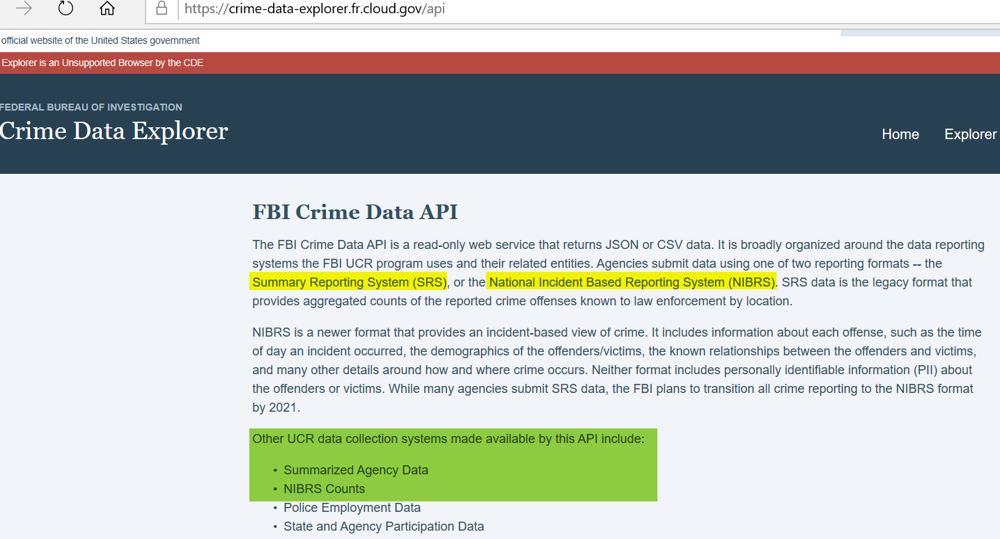 https://crime-data-explorer.fr.cloud.gov/api
official website of the United States government
Explorer is an Unsupported Browser by the CDE
FEDERAL BUREAU OF INVESTIGATION
Crime Data Explorer
Home Explorer
FBI Crime Data API
The FBI Crime Data API is a read-only web service that returns JSON or CSV data. It is broadly organized around the data reporting
systems the FBI UCR program uses and their related entities. Agencies submit data using one of two reporting formats -- the
Summary Reporting System (SRS), or the National Incident Based Reporting System (NIBRS). SRS data is the legacy format that
provides aggregated counts of the reported crime offenses known to law enforcement by location.
NIBRS is a newer format that provides an incident-based view of crime. It includes information about each offense, such as the time
of day an incident occurred, the demographics of the offenders/victims, the known relationships between the offenders and victims,
and many other details around how and where crime occurs. Neither format includes personally identifiable information (PII) about
the offenders or victims. While many agencies submit SRS data, the FBI plans to transition all crime reporting to the NIBRS format
by 2021.
Other UCR data collection systems made available by this API include:
• Summarized Agency Data
• NIBRS Counts
• Police Employment Data
• State and Agency Participation Data